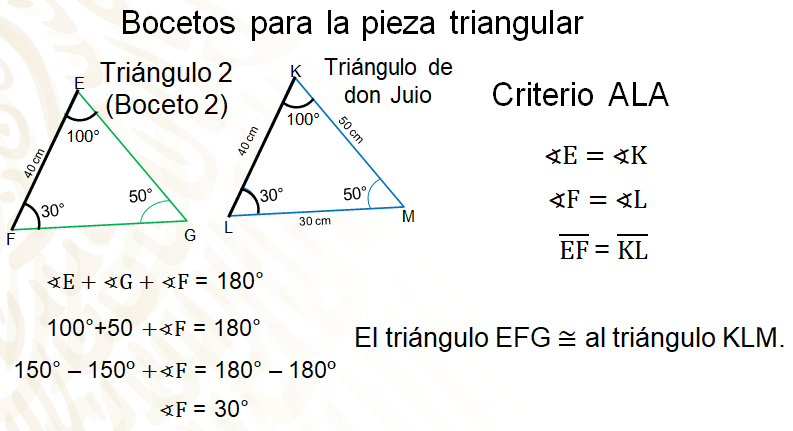 Bocetos para la pieza triangular
Triángulo 2
(Boceto 2)
E
100°
40 cm
30°
50°
F
G
Triángulo de
don Juio
K
100°
40 cm
50 cm
30°
50°
L
30 cm
M
Criterio ALA
∢E = ∢K
∢F = ∢L
EF = KL
∢E + ∢G + ∢F = 180°
100°+50 +∢F = 180°
150° – 150º +∢F = 180° – 180º
∢F = 30°
El triángulo EFG ≅ al triángulo KLM.